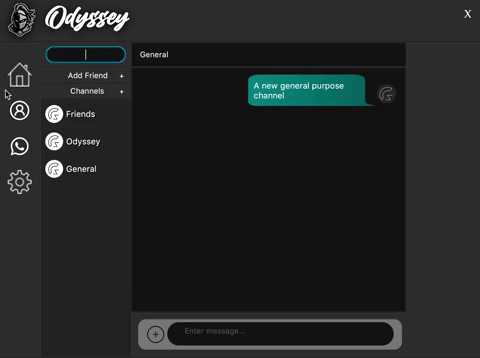 Odyssey
X
General
Add Friend +
Channels +
Friends
Odyssey
General
A new general purpose
channel
Enter message...